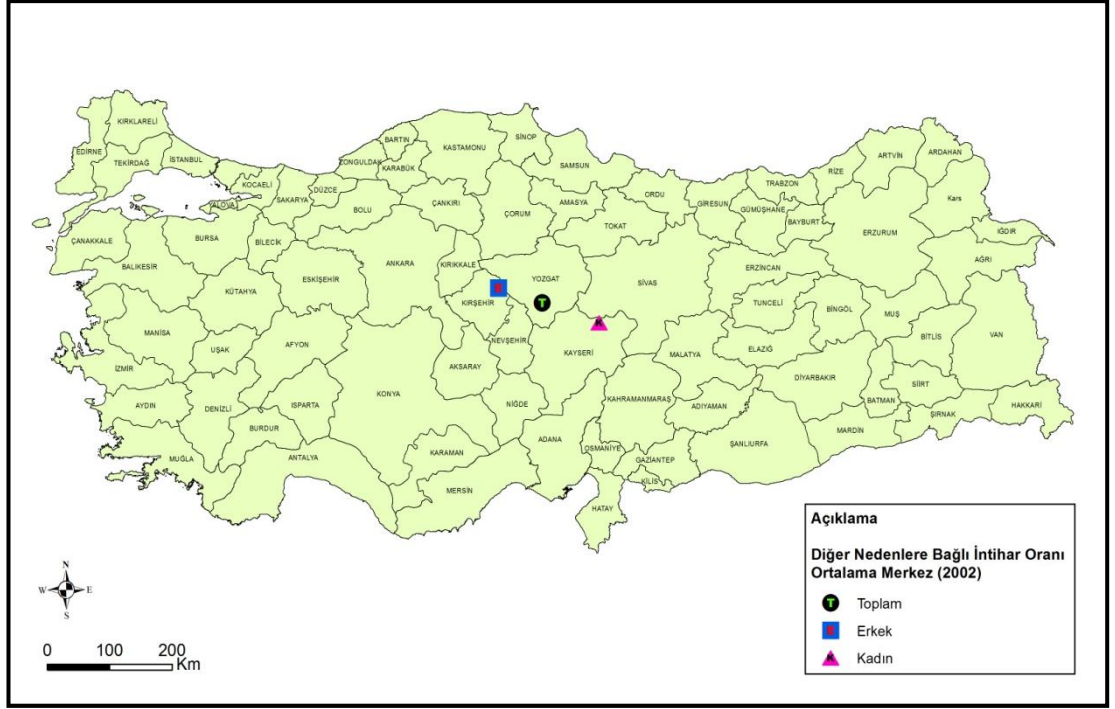 KIRKLARELİ
EDİRNE
TEKİRDAĞ
İSTANBUL
KOCAELİ
YALOVA
SAKARYA
DÜZCE
ZONGULDAK
BARTIN
KARABÜK
KASTAMONU
SİNOP
SAMSUN
BOLU
ÇANKIRI
ÇORUM
AMASYA
ORDU
TOKAT
GİRESUN
TRABZON
GÜMÜŞHANE
BAYBURT
RİZE
ARTVİN
ARDAHAN
Kars
IĞDIR
ERZURUM
AĞRI
ÇANAKKALE
BURSA
BİLECİK
BALIKESİR
KÜTAHYA
ESKİŞEHİR
ANKARA
KIRIKKALE
YOZGAT
SİVAS
ERZİNCAN
TUNCELİ
BİNGÖL
MUŞ
BİTLİS
VAN
E
KIRŞEHİR
T
K
NEVŞEHİR
KAYSERİ
MALATYA
ELAZIĞ
MANİSA
UŞAK
AFYON
İZMİR
AKSARAY
KONYA
NİĞDE
KAHRAMANMARAŞ
ADIYAMAN
DİYARBAKIR
BATMAN
SİİRT
ŞIRNAK
HAKKARİ
AYDIN
DENİZLİ
ISPARTA
BURDUR
MUĞLA
ANTALYA
KARAMAN
MERSİN
ADANA
OSMANİYE
GAZİANTEP
KİLİS
HATAY
ŞANLIURFA
MARDİN
N
W E
S
0 100 200
Km
Açıklama
Diğer Nedenlere Bağlı İntihar Oranı
Ortalama Merkez (2002)
T Toplam
E Erkek
K Kadın